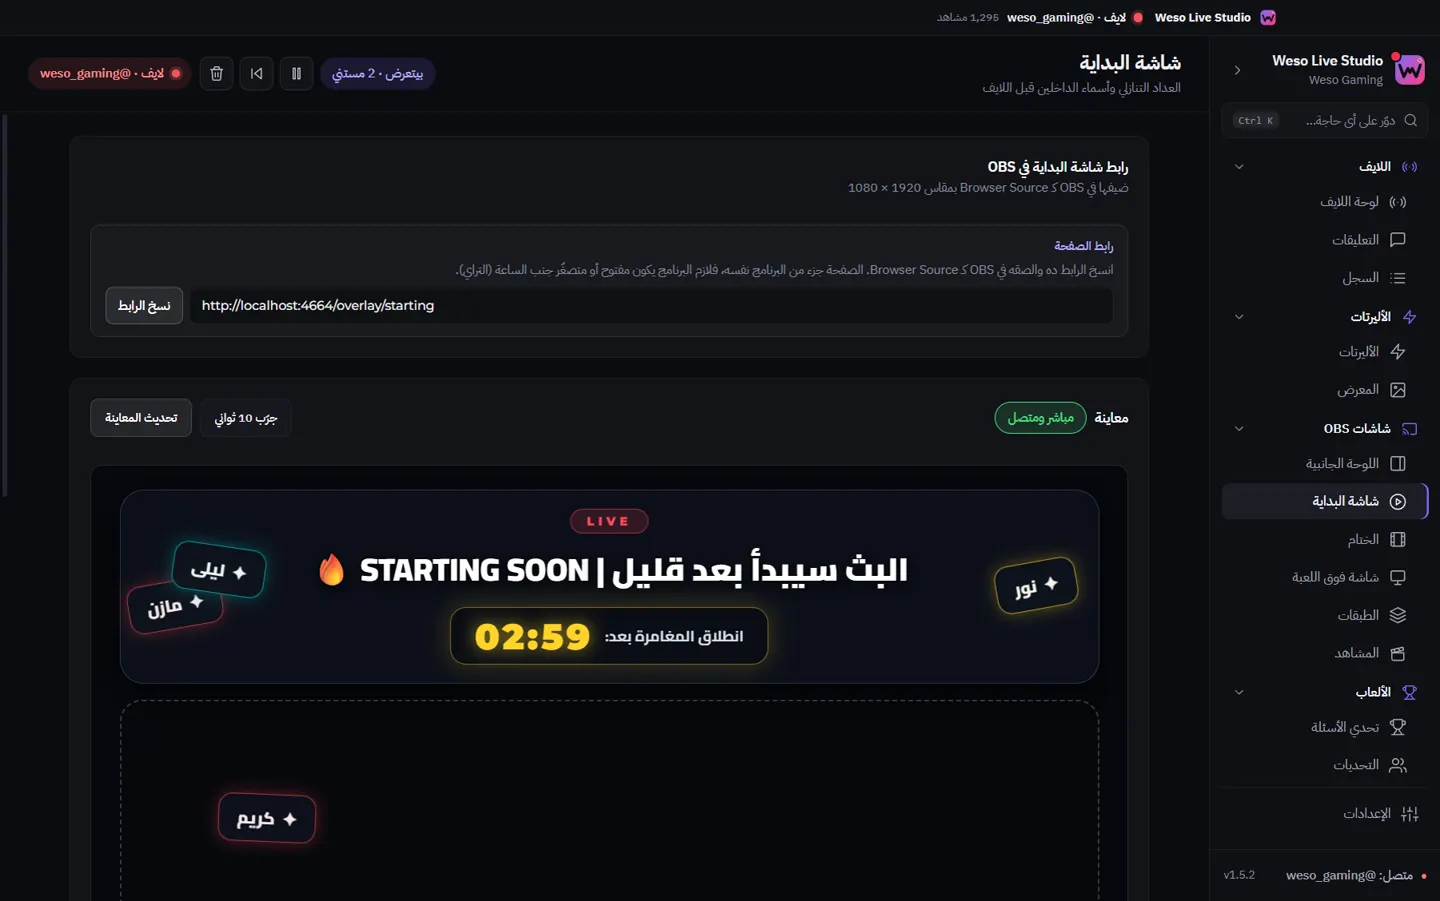 Weso Live Studio
لايف · @weso_gaming
1,295 مشاهد
Weso Live Studio
Weso Gaming
دوّر على أي حاجة...
Ctrl K
اللايف
لوحة اللايف
التعليقات
السجل
الأليرتات
الأليرتات
المعرض
شاشات OBS
اللوحة الجانبية
شاشة البداية
الختام
شاشة فوق اللعبة
الطبقات
المشاهد
الألعاب
تحدي الأسئلة
التحديات
الإعدادات
متصل: @weso_gaming
v1.5.2
شاشة البداية
العداد التنازلي وأسماء الداخلين قبل اللايف
بيتعرض · 2 مستني
لايف · @weso_gaming
رابط شاشة البداية في OBS
ضيفها في OBS كـ Browser Source بمقاس 1920 × 1080
رابط الصفحة
انسخ الرابط ده والصقه في OBS كـ Browser Source. الصفحة جزء من البرنامج نفسه، فلازم البرنامج يكون مفتوح أو متصغّر جنب الساعة (التراي).
http://localhost:4664/overlay/starting
نسخ الرابط
معاينة
مباشر ومتصل
جرّب 10 ثواني
تحديث المعاينة
LIVE
البث سيبدأ بعد قليل | STARTING SOON 🔥
انطلاق المغامرة بعد:
02:59
✦ نور
✦ ليلى
✦ مازن
✦ كريم